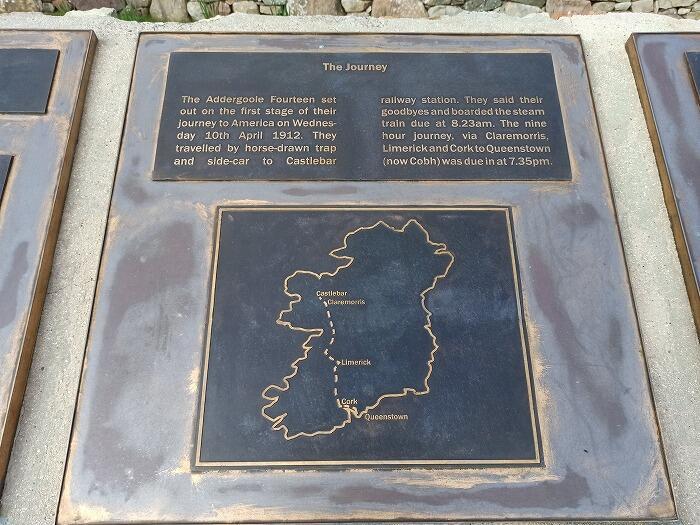 The Journey
The Addergoole Fourteen set
out on the first stage of their
journey to America on Wednes-
day 10th April 1912. They
travelled by horse-drawn trap
and side-car to Castlebar
railway station. They said their
goodbyes and boarded the steam
train due at 8.23am. The nine
hour journey, via Claremorris,
Limerick and Cork to Queenstown
(now Cobh) was due in at 7.35pm.
Castlebar
Claremorris
Limerick
Cork
Queenstown